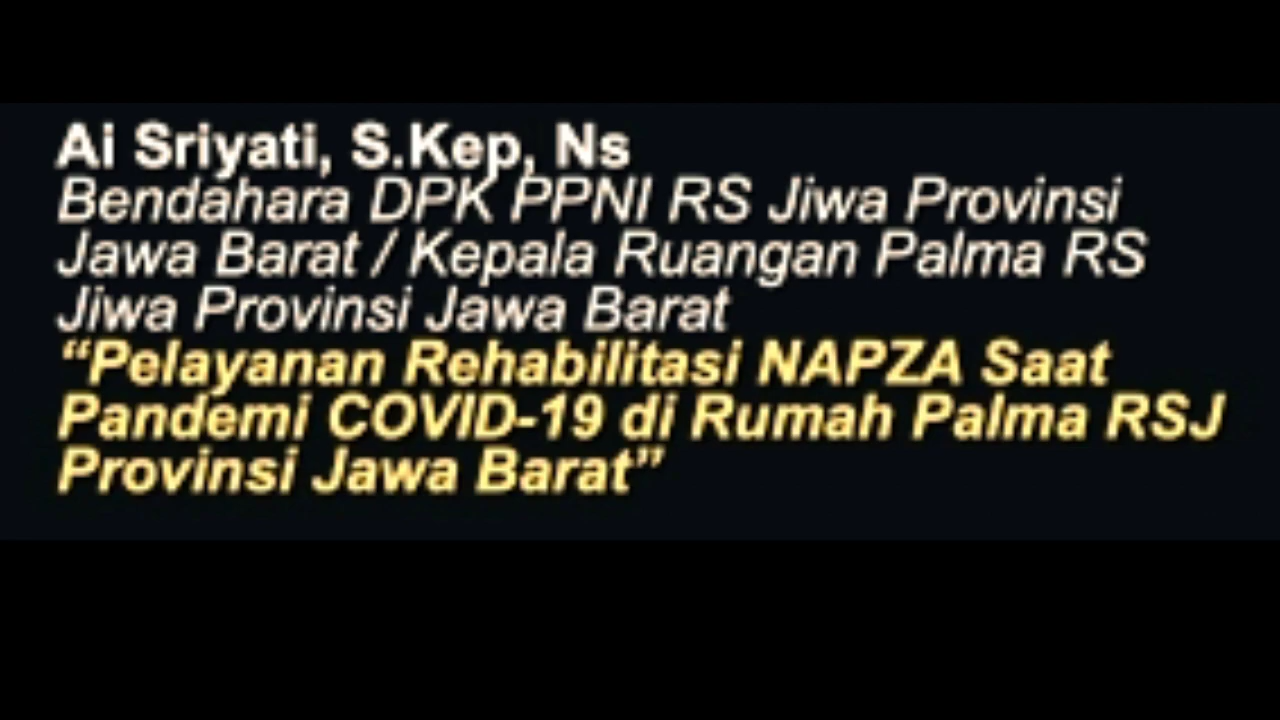 Ai Sriyati, S.Kep, Ns
Bendahara DPK PPNI RS Jiwa Provinsi
Jawa Barat / Kepala Ruangan Palma RS
Jiwa Provinsi Jawa Barat
“Pelayanan Rehabilitasi NAPZA Saat
Pandemi COVID-19 di Rumah Palma RSJ
Provinsi Jawa Barat”